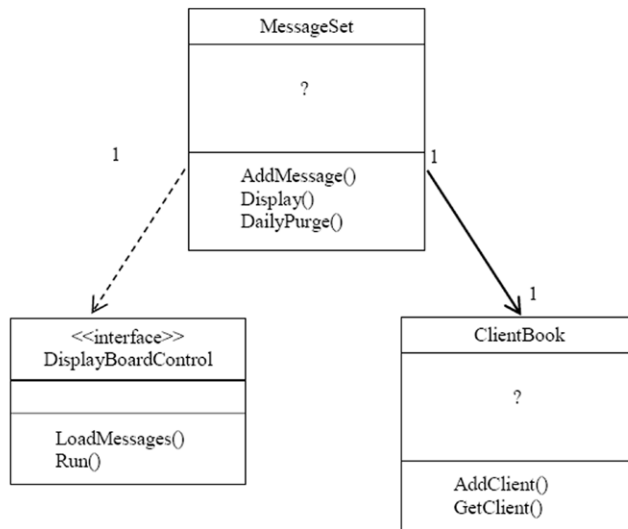 MessageSet
?
1
1
AddMessage()
Display()
DailyPurge()
1
<<interface>>
DisplayBoardControl
LoadMessages()
Run()
ClientBook
?
AddClient()
GetClient()